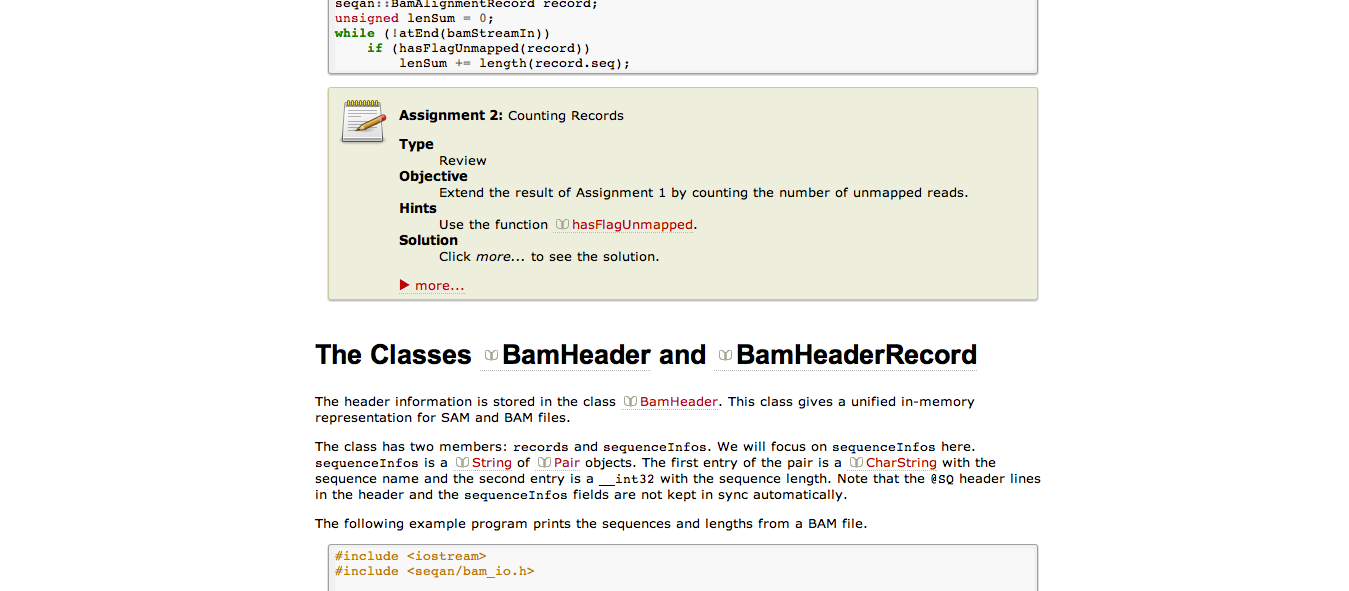 seqan::BamAlignmentRecord record;
unsigned lenSum = 0;
while (!atEnd(bamStreamIn))
    if (hasFlagUnmapped(record))
        lenSum += length(record.seq);
Assignment 2: Counting Records
Type
Review
Objective
Extend the result of Assignment 1 by counting the number of unmapped reads.
Hints
Use the function hasFlagUnmapped.
Solution
Click more... to see the solution.
more...
The Classes BamHeader and BamHeaderRecord
The header information is stored in the class BamHeader. This class gives a unified in-memory
representation for SAM and BAM files.
The class has two members: records and sequenceInfos. We will focus on sequenceInfos here.
sequenceInfos is a String of Pair objects. The first entry of the pair is a CharString with the
sequence name and the second entry is a __int32 with the sequence length. Note that the @SQ header lines
in the header and the sequenceInfos fields are not kept in sync automatically.
The following example program prints the sequences and lengths from a BAM file.
#include <iostream>
#include <seqan/bam_io.h>